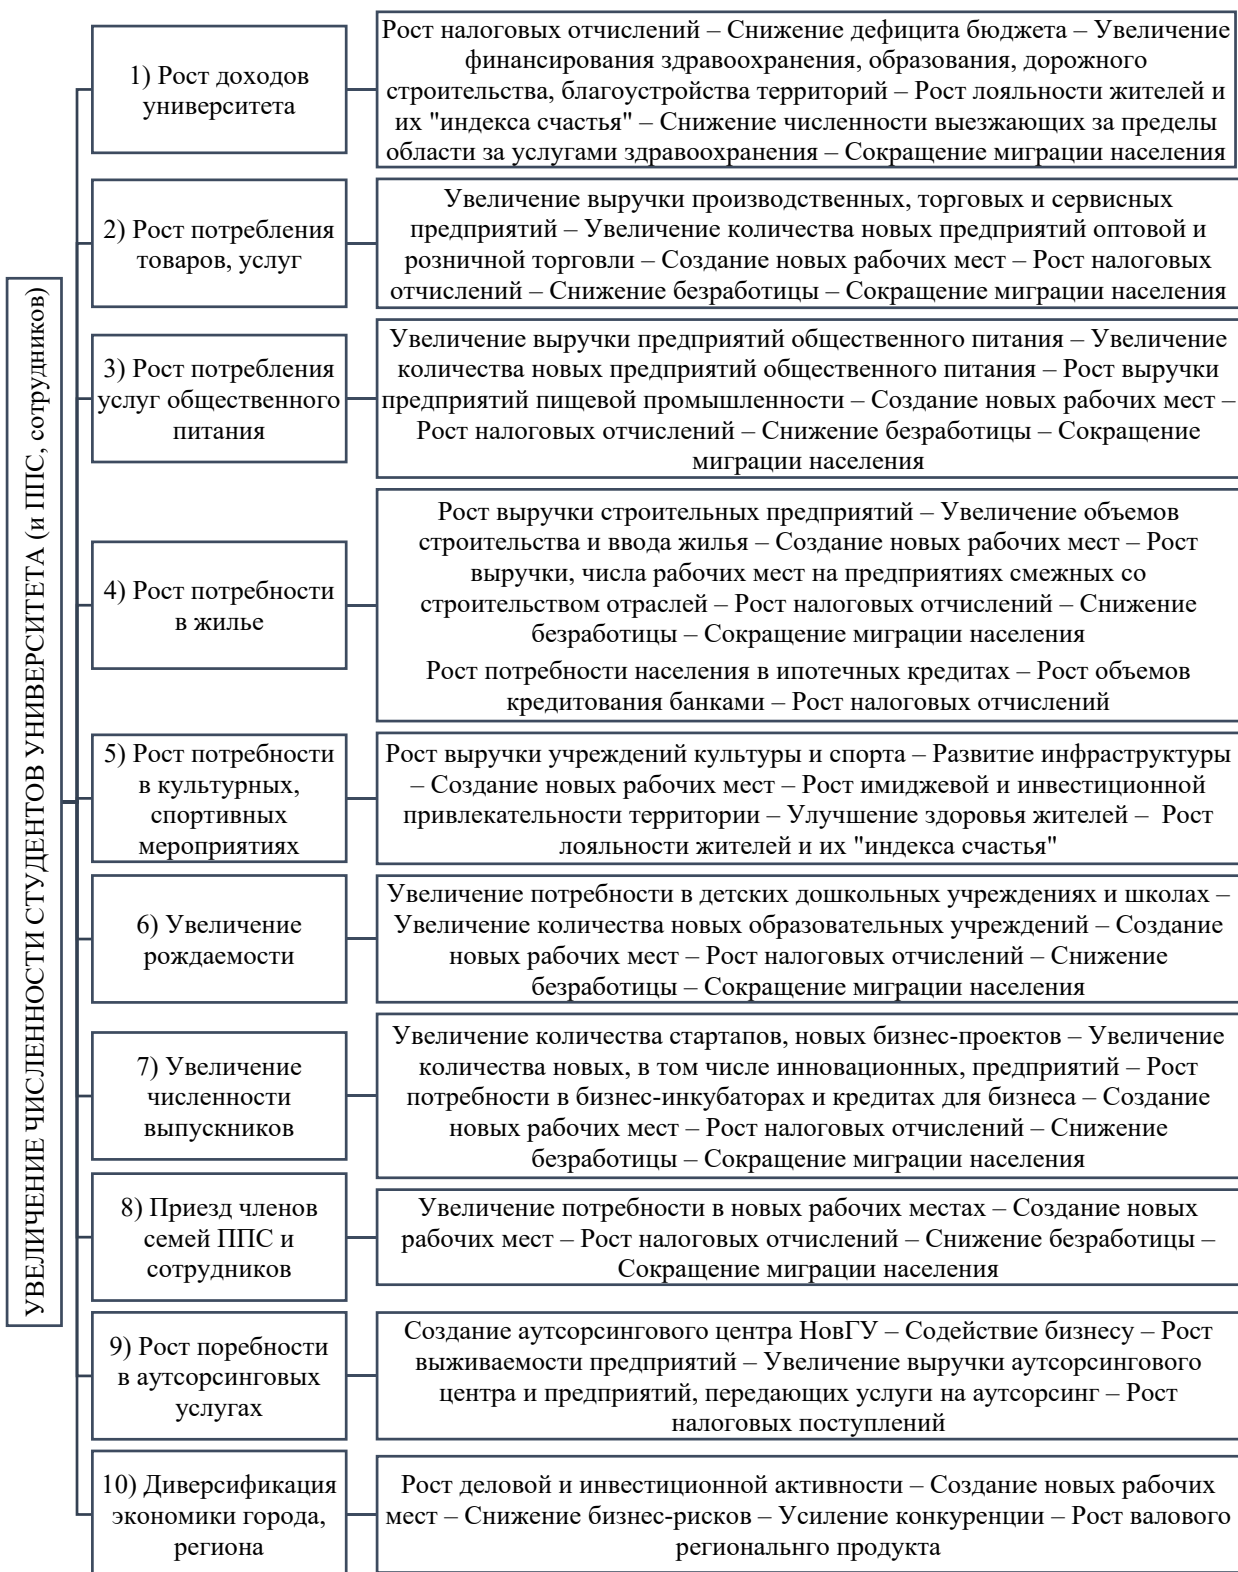 УВЕЛИЧЕНИЕ ЧИСЛЕННОСТИ СТУДЕНТОВ УНИВЕРСИТЕТА (и ППС, сотрудников)
1) Рост доходов
университета
Рост налоговых отчислений – Снижение дефицита бюджета – Увеличение
финансирования здравоохранения, образования, дорожного
строительства, благоустройства территорий – Рост лояльности жителей и
их "индекса счастья" – Снижение численности выезжающих за пределы
области за услугами здравоохранения – Сокращение миграции населения
2) Рост потребления
товаров, услуг
Увеличение выручки производственных, торговых и сервисных
предприятий – Увеличение количества новых предприятий оптовой и
розничной торговли – Создание новых рабочих мест – Рост налоговых
отчислений – Снижение безработицы – Сокращение миграции населения
3) Рост потребления
услуг общественного
питания
Увеличение выручки предприятий общественного питания – Увеличение
количества новых предприятий общественного питания – Рост выручки
предприятий пищевой промышленности – Создание новых рабочих мест –
Рост налоговых отчислений – Снижение безработицы – Сокращение
миграции населения
4) Рост потребности
в жилье
Рост выручки строительных предприятий – Увеличение объемов
строительства и ввода жилья – Создание новых рабочих мест – Рост
выручки, числа рабочих мест на предприятиях смежных со
строительством отраслей – Рост налоговых отчислений – Снижение
безработицы – Сокращение миграции населения
Рост потребности населения в ипотечных кредитах – Рост объемов
кредитования банками – Рост налоговых отчислений
5) Рост потребности
в культурных,
спортивных
мероприятиях
Рост выручки учреждений культуры и спорта – Развитие инфраструктуры
– Создание новых рабочих мест – Рост имиджевой и инвестиционной
привлекательности территории – Улучшение здоровья жителей – Рост
лояльности жителей и их "индекса счастья"
6) Увеличение
рождаемости
Увеличение потребности в детских дошкольных учреждениях и школах –
Увеличение количества новых образовательных учреждений – Создание
новых рабочих мест – Рост налоговых отчислений – Снижение
безработицы – Сокращение миграции населения
7) Увеличение
численности
выпускников
Увеличение количества стартапов, новых бизнес-проектов – Увеличение
количества новых, в том числе инновационных, предприятий – Рост
потребности в бизнес-инкубаторах и кредитах для бизнеса – Создание
новых рабочих мест – Рост налоговых отчислений – Снижение
безработицы – Сокращение миграции населения
8) Приезд членов
семей ППС и
сотрудников
Увеличение потребности в новых рабочих местах – Создание новых
рабочих мест – Рост налоговых отчислений – Снижение безработицы –
Сокращение миграции населения
9) Рост поребности
в аутсорсинговых
услугах
Создание аутсорсингового центра НовГУ – Содействие бизнесу – Рост
выживаемости предприятий – Увеличение выручки аутсорсингового
центра и предприятий, передающих услуги на аутсорсинг – Рост
налоговых поступлений
10) Диверсификация
экономики города,
региона
Рост деловой и инвестиционной активности – Создание новых рабочих
мест – Снижение бизнес-рисков – Усиление конкуренции – Рост валового
региональнго продукта